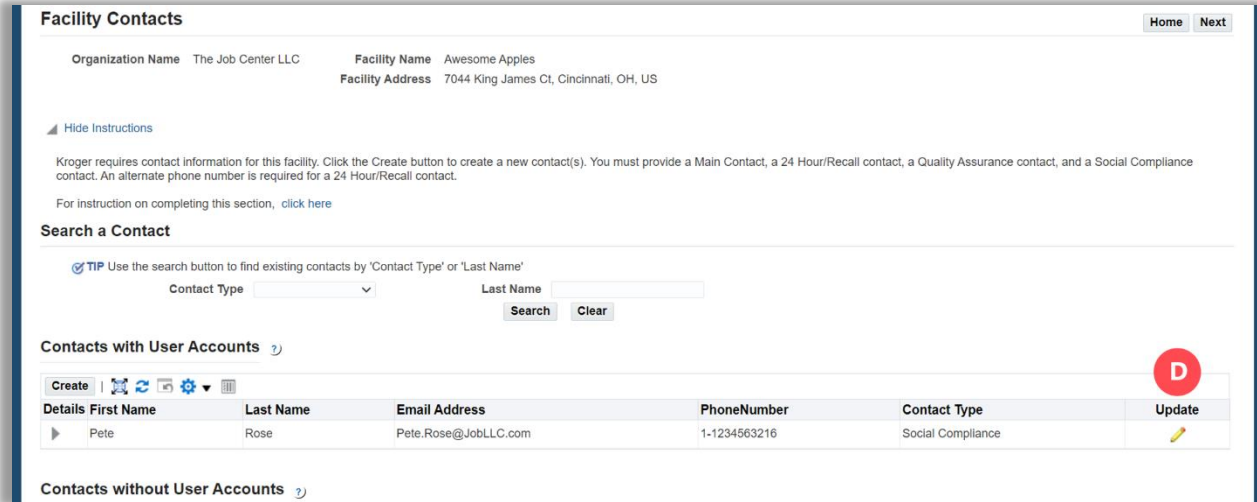 Facility Contacts
Home Next
Organization Name The Job Center LLC Facility Name Awesome Apples
Facility Address 7044 King James Ct, Cincinnati, OH, US
Hide Instructions
Kroger requires contact information for this facility. Click the Create button to create a new contact(s). You must provide a Main Contact, a 24 Hour/Recall contact, a Quality Assurance contact, and a Social Compliance
contact. An alternate phone number is required for a 24 Hour/Recall contact.
For instruction on completing this section, click here
Search a Contact
TIP Use the search button to find existing contacts by 'Contact Type' or 'Last Name'
Contact Type Last Name
Search Clear
Contacts with User Accounts ?
D
Create
Details First Name Last Name Email Address PhoneNumber Contact Type Update
Pete Rose Pete.Rose@JobLLC.com 1-1234563216 Social Compliance
Contacts without User Accounts ?